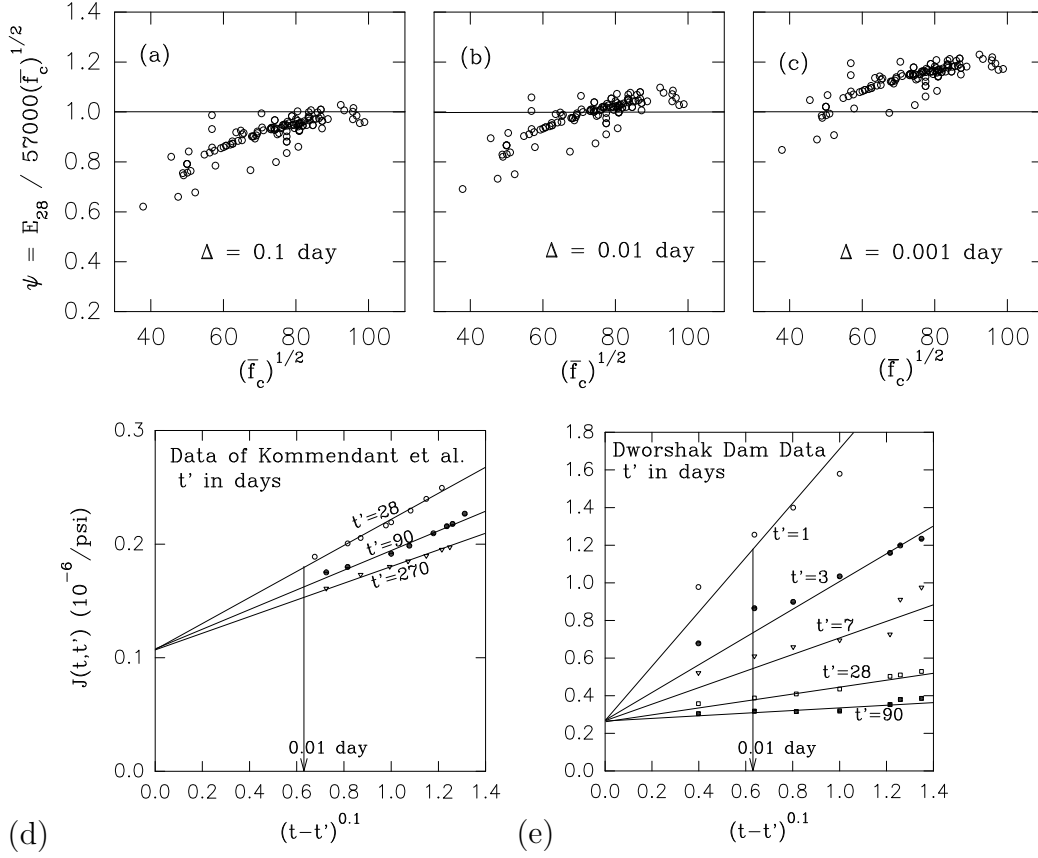 ψ = E₂₈ / 57000(f̄_c)^1/2
1.4
1.2
1.0
0.8
0.6
0.4
0.2
(a)
Δ = 0.1 day
40 60 80 100
(f̄_c)^1/2
(b)
Δ = 0.01 day
40 60 80 100
(f̄_c)^1/2
(c)
Δ = 0.001 day
40 60 80 100
(f̄_c)^1/2
(d)
J(t,t') (10⁻⁶/psi)
0.3
0.2
0.1
0.0
Data of Kommendant et al.
t' in days
t'=28
t'=90
t'=270
0.01 day
0.0 0.2 0.4 0.6 0.8 1.0 1.2 1.4
(t−t')^0.1
(e)
1.8
1.6
1.4
1.2
1.0
0.8
0.6
0.4
0.2
0.0
Dworshak Dam Data
t' in days
t'=1
t'=3
t'=7
t'=28
t'=90
0.01 day
0.0 0.2 0.4 0.6 0.8 1.0 1.2 1.4
(t−t')^0.1